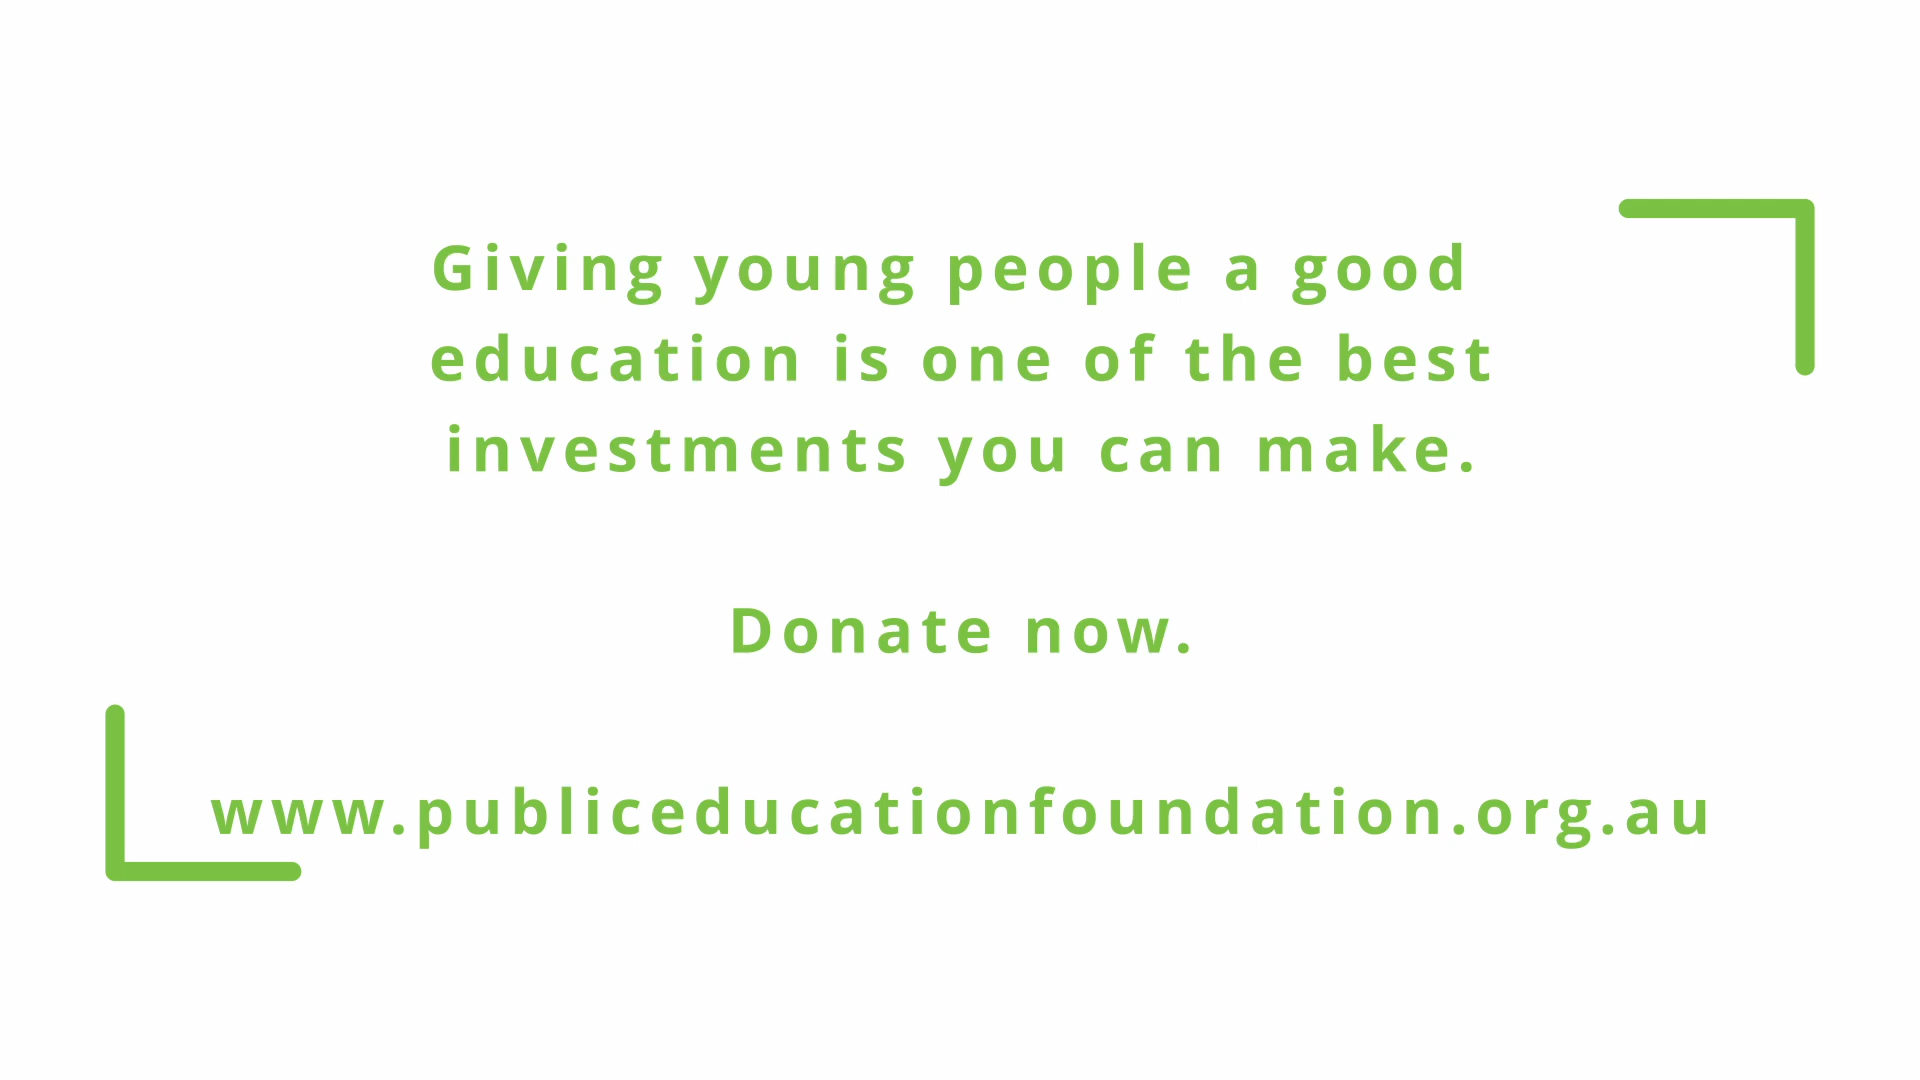 Giving young people a good
education is one of the best
investments you can make.
Donate now.
www.publiceducationfoundation.org.au